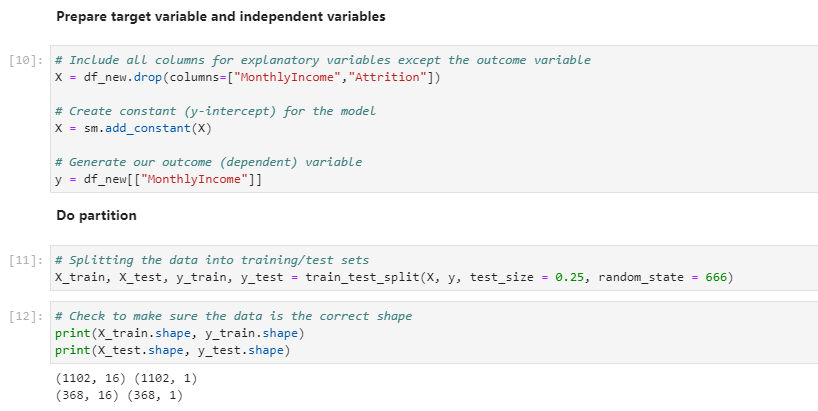 Prepare target variable and independent variables
[10]: # Include all columns for explanatory variables except the outcome variable
X = df_new.drop(columns=["MonthlyIncome","Attrition"])
# Create constant (y-intercept) for the model
X = sm.add_constant(X)
# Generate our outcome (dependent) variable
y = df_new[["MonthlyIncome"]]
Do partition
[11]: # Splitting the data into training/test sets
X_train, X_test, y_train, y_test = train_test_split(X, y, test_size = 0.25, random_state = 666)
[12]: # Check to make sure the data is the correct shape
print(X_train.shape, y_train.shape)
print(X_test.shape, y_test.shape)
(1102, 16) (1102, 1)
(368, 16) (368, 1)